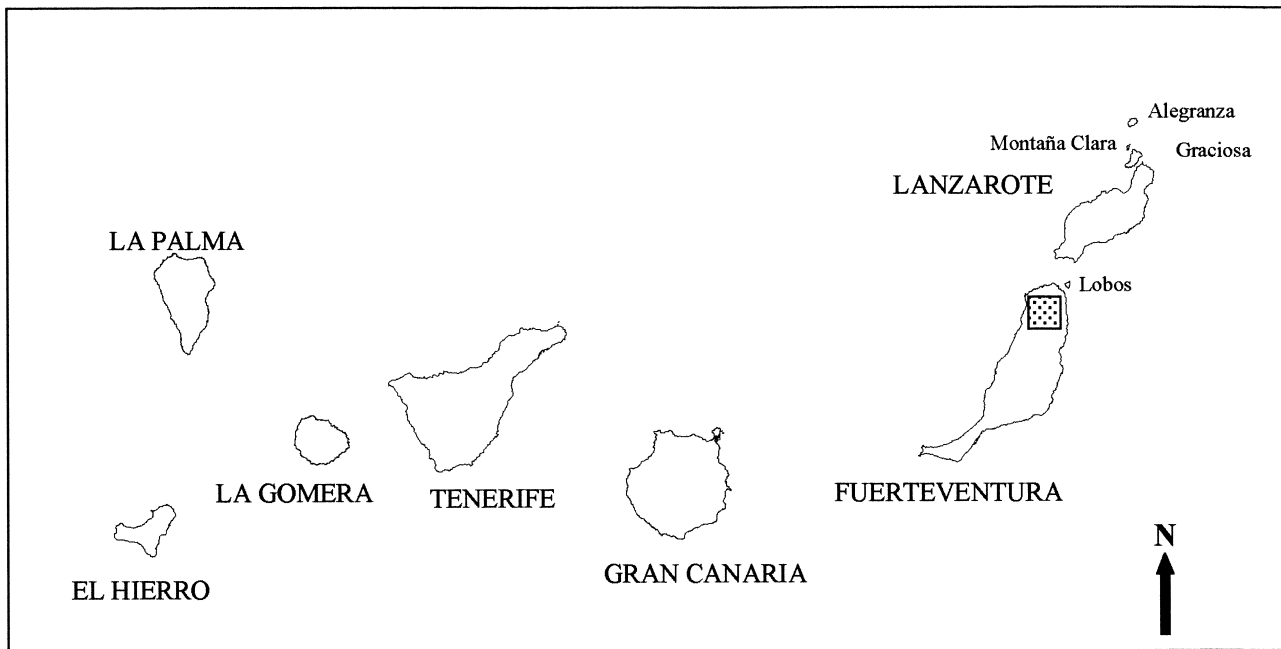 Alegranza
Montaña Clara
Graciosa
LANZAROTE
LA PALMA
Lobos
LA GOMERA
TENERIFE
FUERTEVENTURA
N
GRAN CANARIA
EL HIERRO